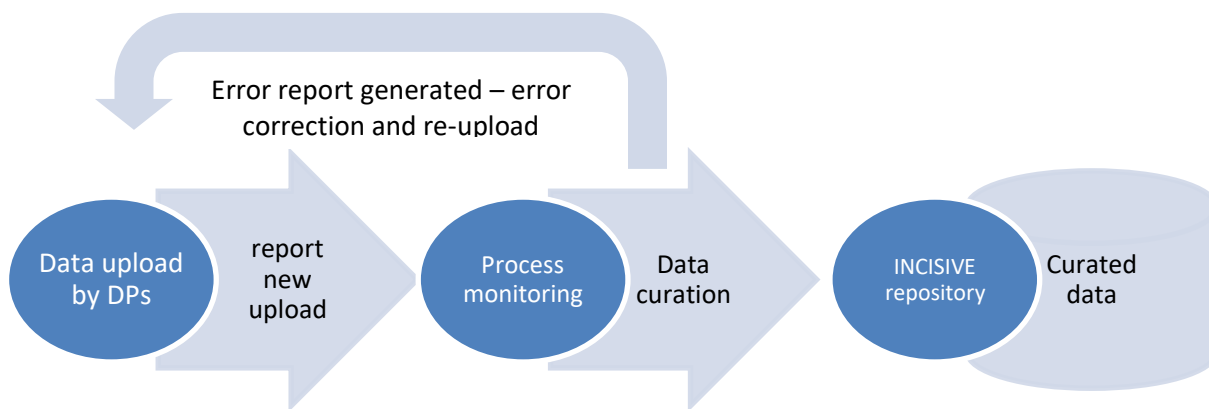 Error report generated – error
correction and re-upload
Data upload
by DPs
report
new
upload
Process
monitoring
Data
curation
INCISIVE
repository
Curated
data